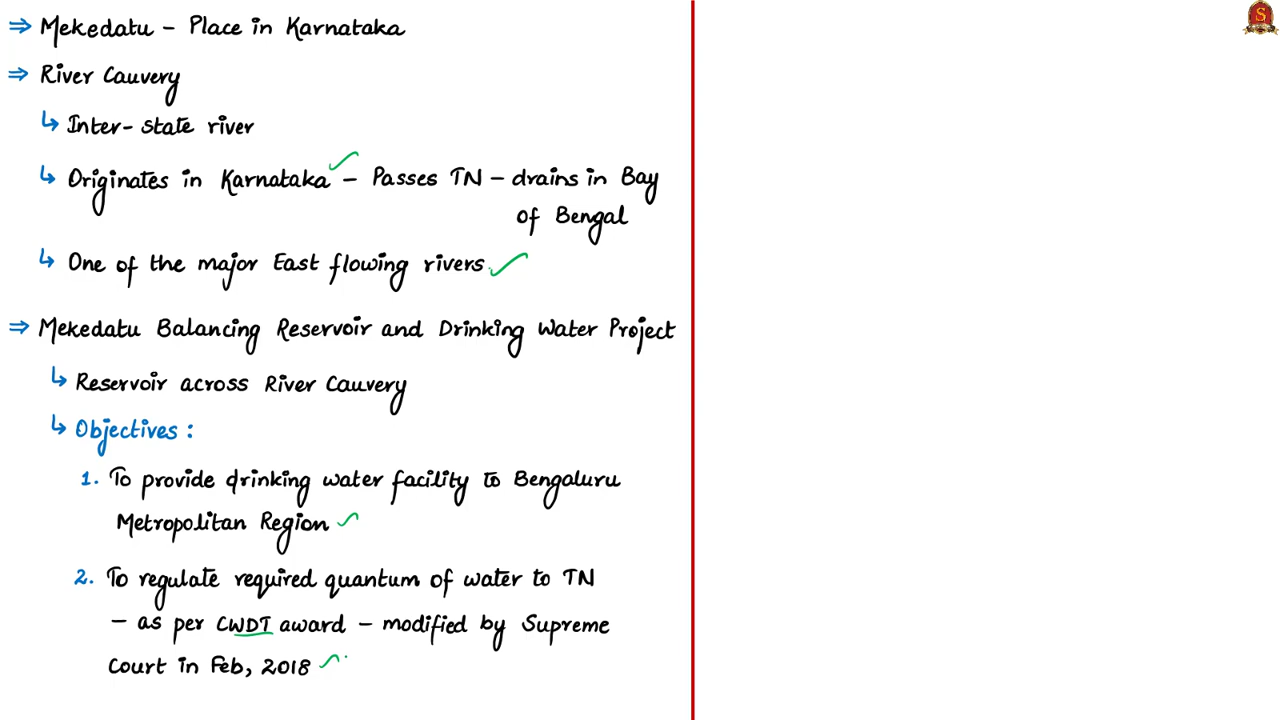 ⇒ Mekedatu – Place in Karnataka
⇒ River Cauvery
↳ Inter-state river
↳ Originates in Karnataka – Passes TN – drains in Bay
of Bengal
↳ One of the major East flowing rivers.
⇒ Mekedatu Balancing Reservoir and Drinking Water Project
↳ Reservoir across River Cauvery
↳ Objectives :
1. To provide drinking water facility to Bengaluru
Metropolitan Region
2. To regulate required quantum of water to TN
– as per CWDT award – modified by Supreme
Court in Feb, 2018
S